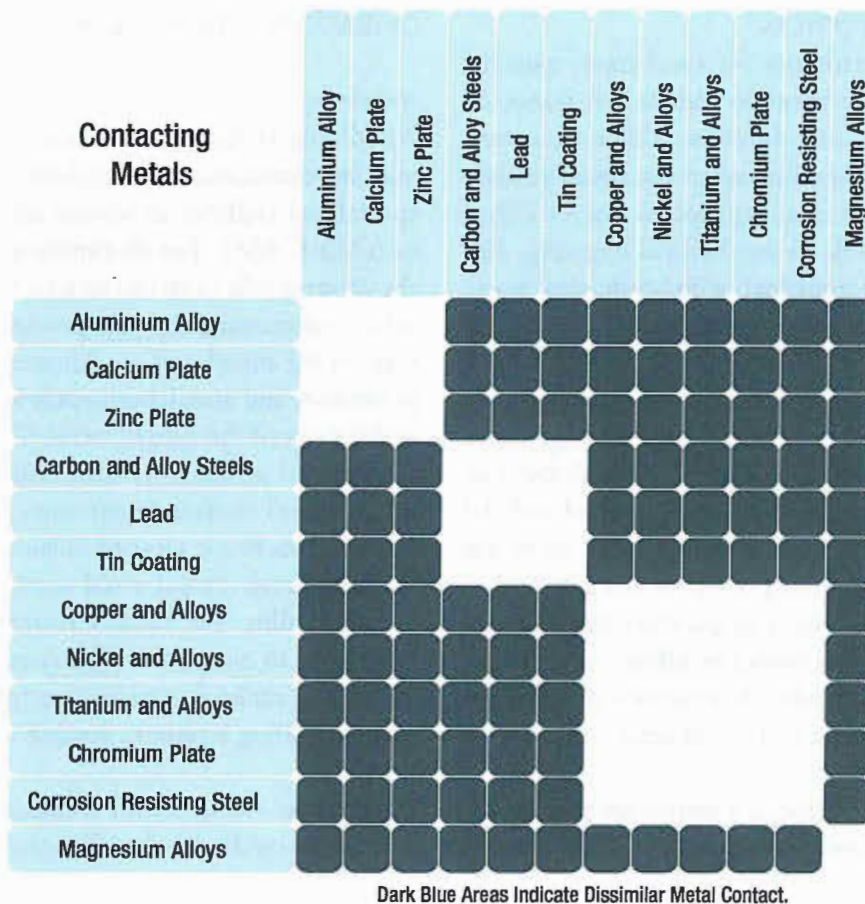 Contacting
Metals
Aluminium Alloy
Calcium Plate
Zinc Plate
Carbon and Alloy Steels
Lead
Tin Coating
Copper and Alloys
Nickel and Alloys
Titanium and Alloys
Chromium Plate
Corrosion Resisting Steel
Magnesium Alloys
Aluminium Alloy
Calcium Plate
Zinc Plate
Carbon and Alloy Steels
Lead
Tin Coating
Copper and Alloys
Nickel and Alloys
Titanium and Alloys
Chromium Plate
Corrosion Resisting Steel
Magnesium Alloys
Dark Blue Areas Indicate Dissimilar Metal Contact.